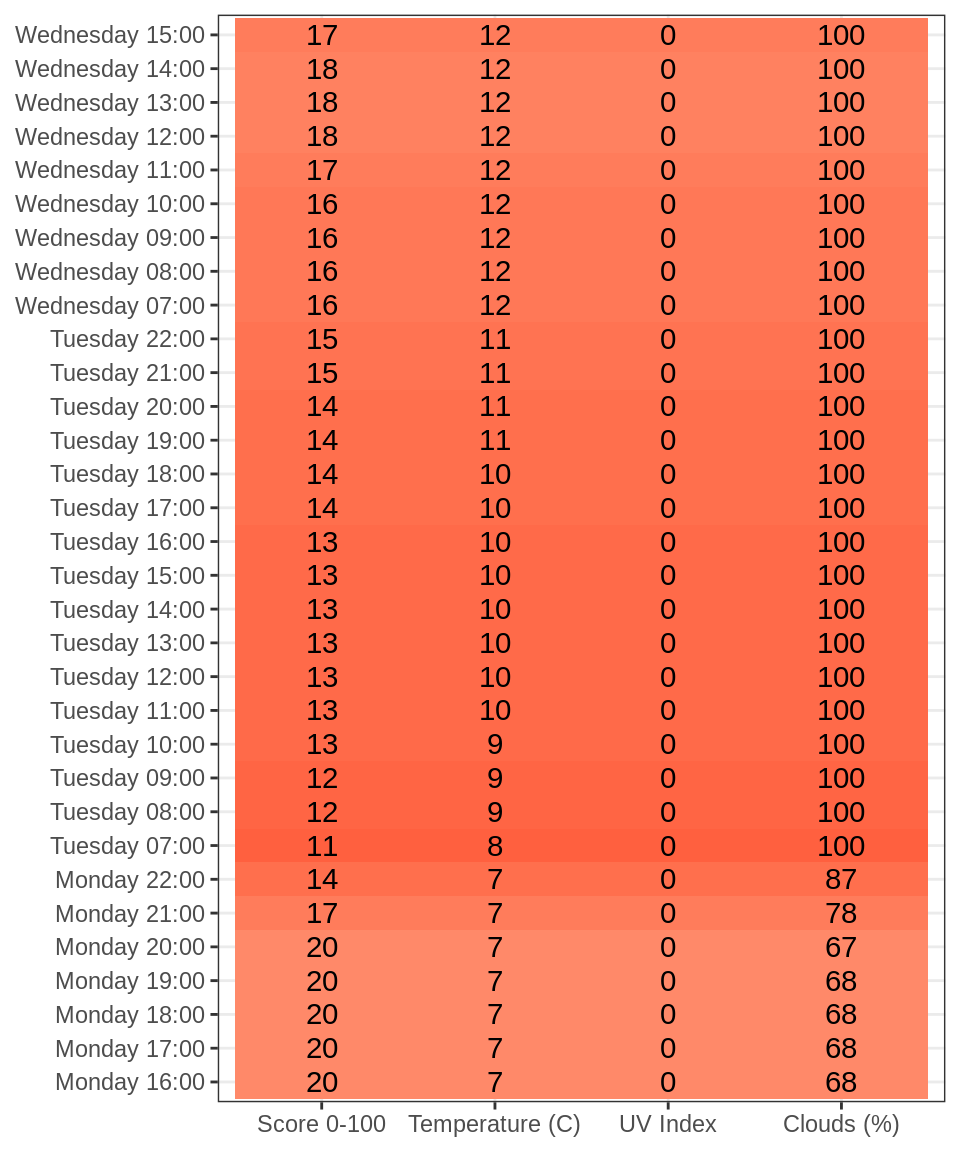 Wednesday 15:00 17 12 0 100
Wednesday 14:00 18 12 0 100
Wednesday 13:00 18 12 0 100
Wednesday 12:00 18 12 0 100
Wednesday 11:00 17 12 0 100
Wednesday 10:00 16 12 0 100
Wednesday 09:00 16 12 0 100
Wednesday 08:00 16 12 0 100
Wednesday 07:00 16 12 0 100
Tuesday 22:00 15 11 0 100
Tuesday 21:00 15 11 0 100
Tuesday 20:00 14 11 0 100
Tuesday 19:00 14 11 0 100
Tuesday 18:00 14 10 0 100
Tuesday 17:00 14 10 0 100
Tuesday 16:00 13 10 0 100
Tuesday 15:00 13 10 0 100
Tuesday 14:00 13 10 0 100
Tuesday 13:00 13 10 0 100
Tuesday 12:00 13 10 0 100
Tuesday 11:00 13 10 0 100
Tuesday 10:00 13 9 0 100
Tuesday 09:00 12 9 0 100
Tuesday 08:00 12 9 0 100
Tuesday 07:00 11 8 0 100
Monday 22:00 14 7 0 87
Monday 21:00 17 7 0 78
Monday 20:00 20 7 0 67
Monday 19:00 20 7 0 68
Monday 18:00 20 7 0 68
Monday 17:00 20 7 0 68
Monday 16:00 20 7 0 68
Score 0-100 Temperature (C) UV Index Clouds (%)